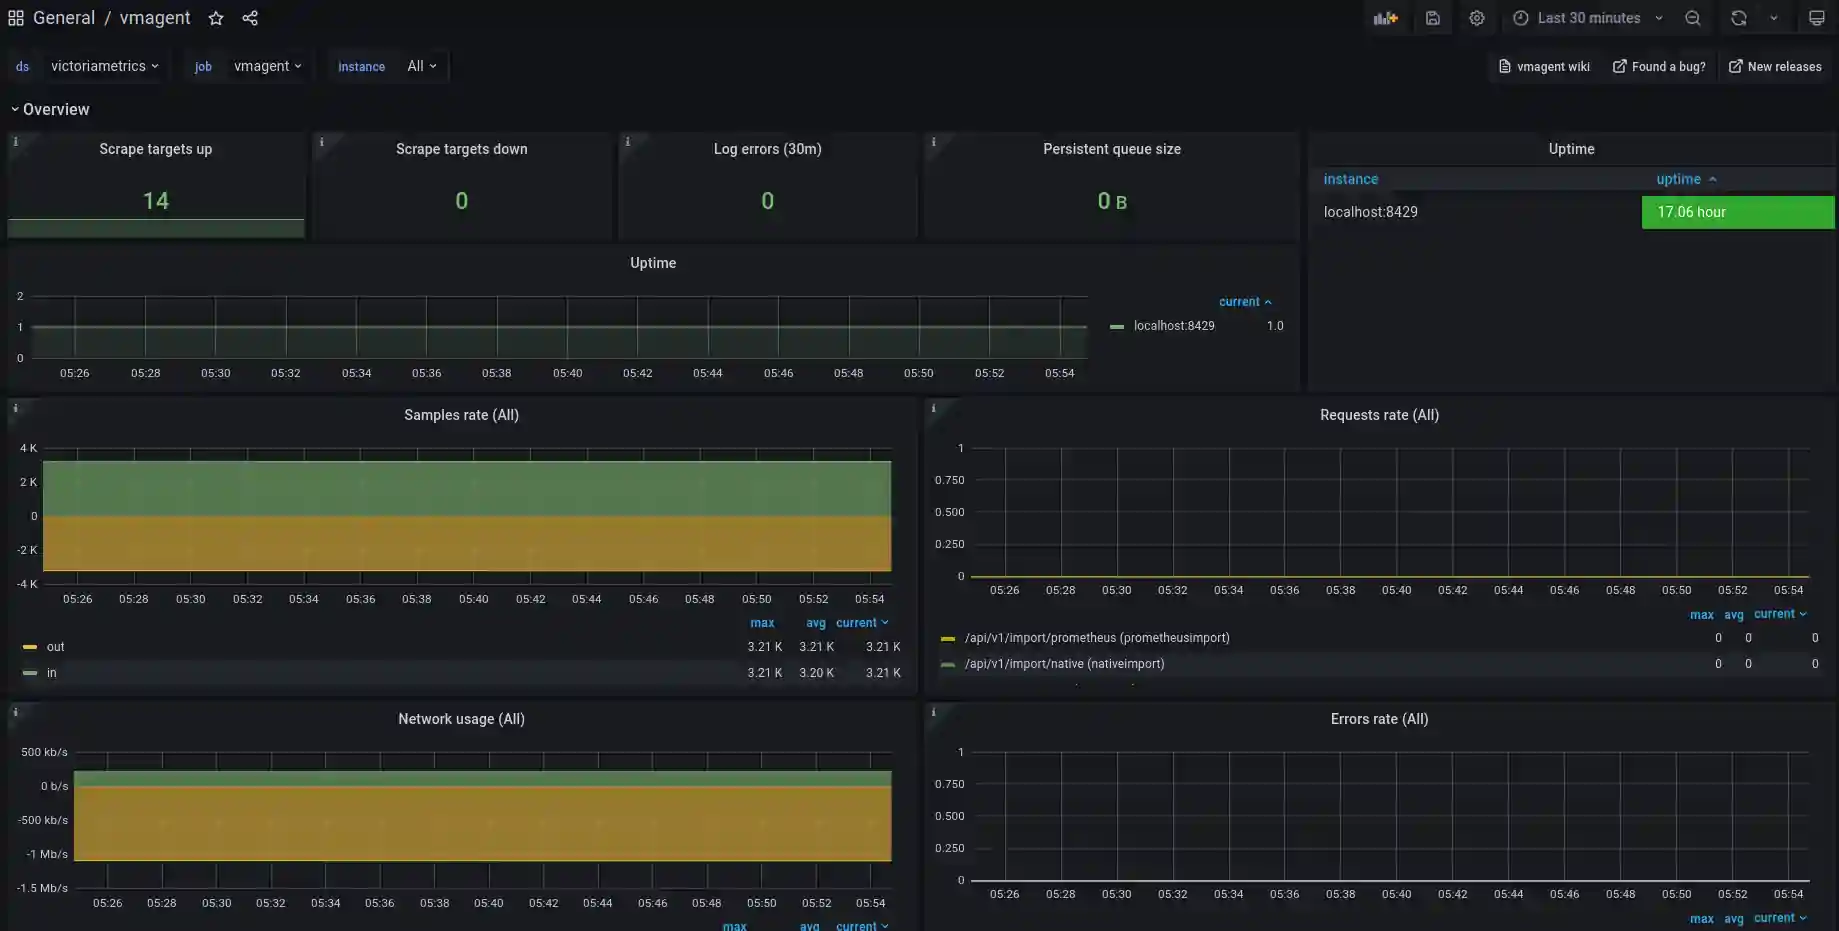 General / vmagent
Last 30 minutes
ds victoriametrics job vmagent instance All
vmagent wiki Found a bug? New releases
Overview
Scrape targets up
14
Scrape targets down
0
Log errors (30m)
0
Persistent queue size
0 B
Uptime
instance uptime
localhost:8429 17.06 hour
Uptime
2
1
0
05:26 05:28 05:30 05:32 05:34 05:36 05:38 05:40 05:42 05:44 05:46 05:48 05:50 05:52 05:54
current
localhost:8429 1.0
Samples rate (All)
4 K
2 K
0
-2 K
-4 K
05:26 05:28 05:30 05:32 05:34 05:36 05:38 05:40 05:42 05:44 05:46 05:48 05:50 05:52 05:54
max avg current
out 3.21 K 3.21 K 3.21 K
in 3.21 K 3.20 K 3.21 K
Requests rate (All)
1
0.750
0.500
0.250
0
05:26 05:28 05:30 05:32 05:34 05:36 05:38 05:40 05:42 05:44 05:46 05:48 05:50 05:52 05:54
max avg current
/api/v1/import/prometheus (prometheusimport) 0 0 0
/api/v1/import/native (nativeimport) 0 0 0
Network usage (All)
500 kb/s
0 b/s
-500 kb/s
-1 Mb/s
-1.5 Mb/s
05:26 05:28 05:30 05:32 05:34 05:36 05:38 05:40 05:42 05:44 05:46 05:48 05:50 05:52 05:54
max avg current
Errors rate (All)
1
0.750
0.500
0.250
0
05:26 05:28 05:30 05:32 05:34 05:36 05:38 05:40 05:42 05:44 05:46 05:48 05:50 05:52 05:54
max avg current